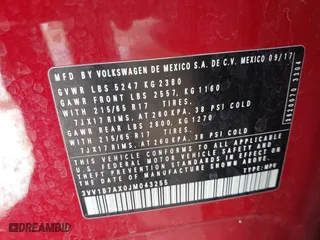 MFD BY VOLKSWAGEN DE MEXICO S.A. DE C.V. MEXICO 09/17
GVWR LBS 5247 KG 2380
GAWR FRONT LBS 2557, KG 1160
WITH 215/65 R17 TIRES,
7JX17 RIMS, AT 260 KPA, 38 PSI COLD
GAWR REAR LBS 2800, KG 1270
WITH 215/65 R17 TIRES,
7JX17 RIMS, AT 260 KPA, 38 PSI COLD
THIS VEHICLE CONFORMS TO ALL APPLICABLE
FEDERAL MOTOR VEHICLE SAFETY
STANDARDS IN EFFECT ON THE DATE OF
MANUFACTURE SHOWN ABOVE.
3VV1B7AX0JM043255 TYPE: MPV
DREAMBID